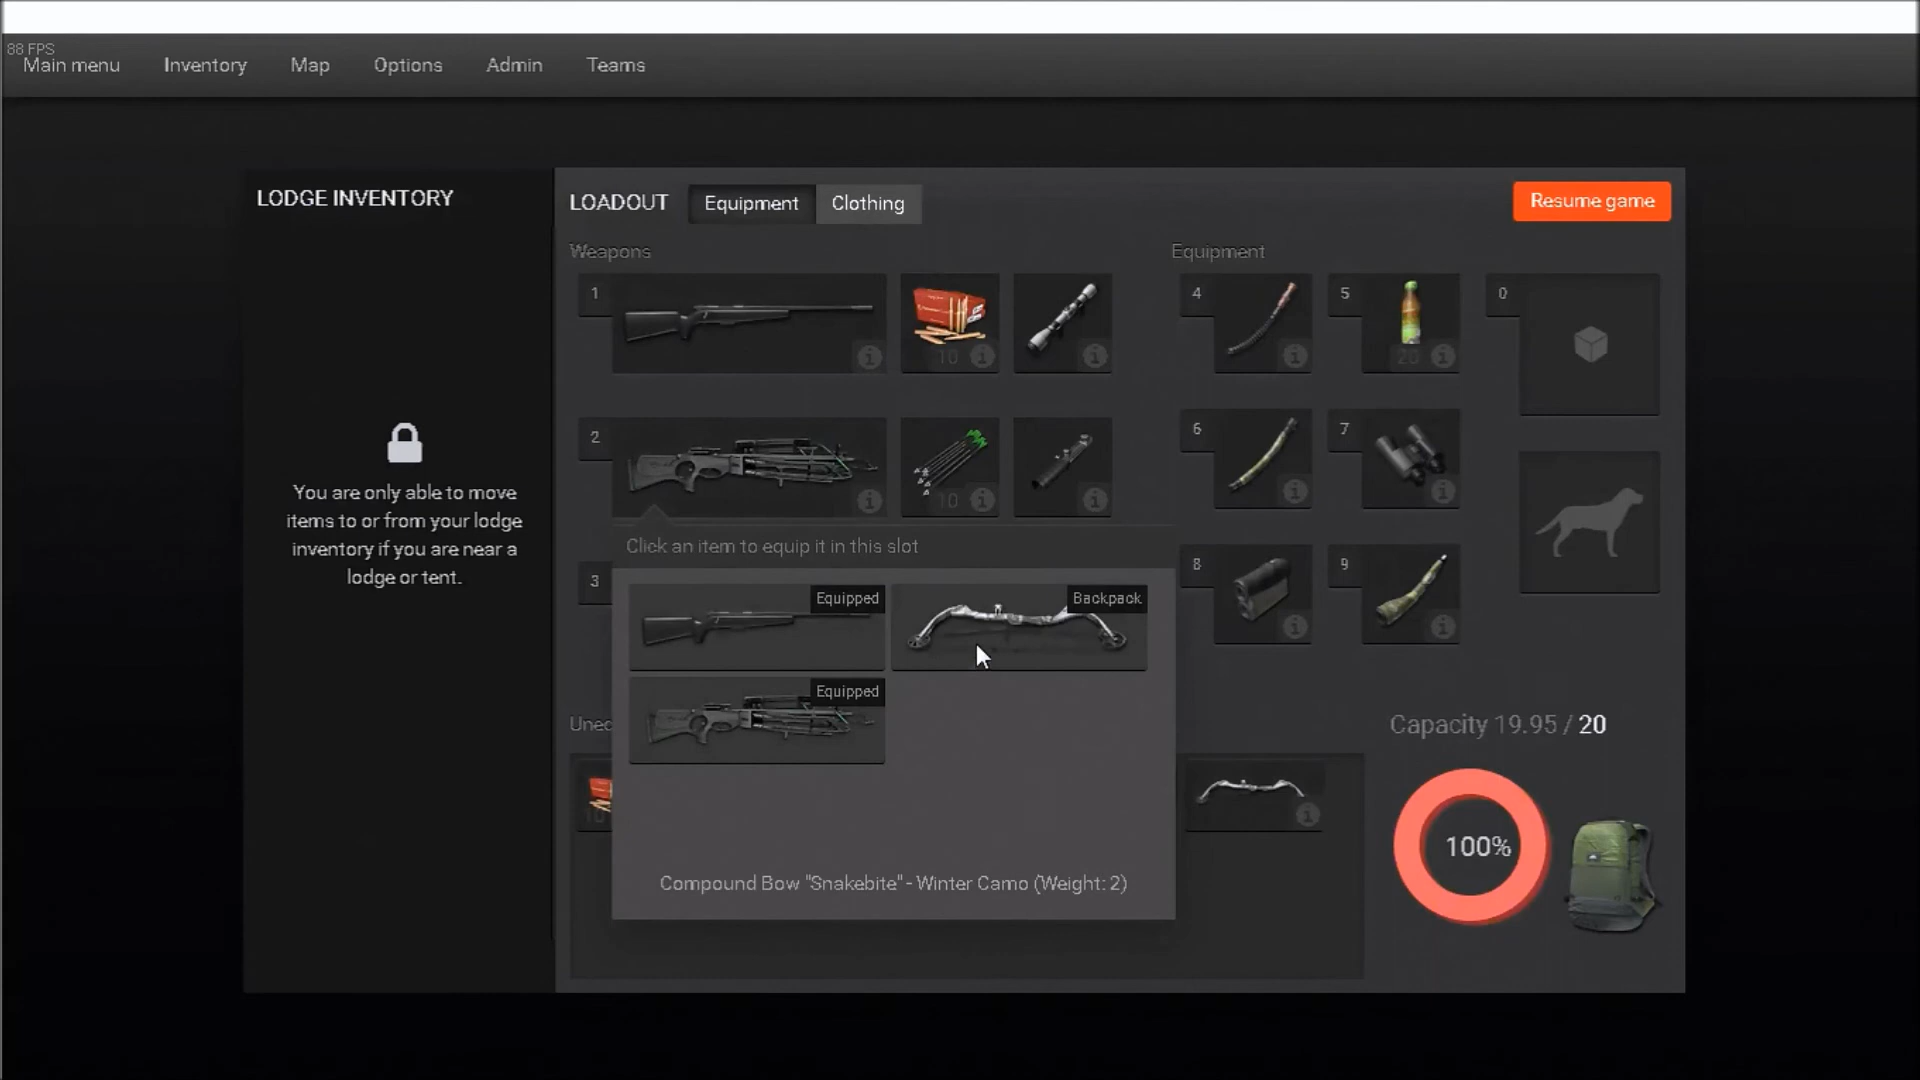 88 FPS
Main menu Inventory Map Options Admin Teams
LODGE INVENTORY
You are only able to move
items to or from your lodge
inventory if you are near a
lodge or tent.
LOADOUT Equipment Clothing
Resume game
Weapons
Equipment
1
10
4
5
20
0
2
10
6
7
Click an item to equip it in this slot
3
8
9
Equipped
Backpack
Equipped
Unec
10
Compound Bow "Snakebite" - Winter Camo (Weight: 2)
Capacity 19.95 / 20
100%